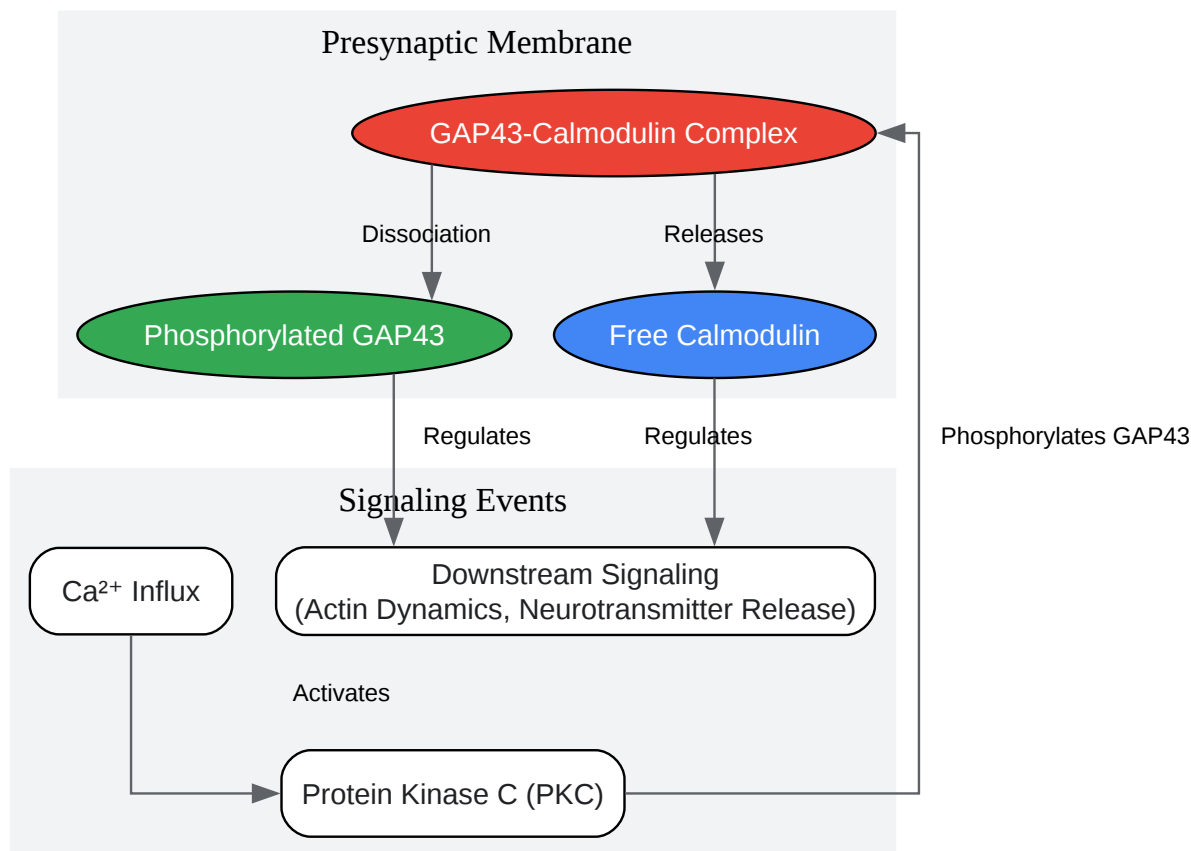 Presynaptic Membrane
GAP43-Calmodulin Complex
Dissociation
Releases
Phosphorylated GAP43
Free Calmodulin
Regulates
Regulates
Phosphorylates GAP43
Signaling Events
Ca²⁺ Influx
Downstream Signaling
(Actin Dynamics, Neurotransmitter Release)
Activates
Protein Kinase C (PKC)